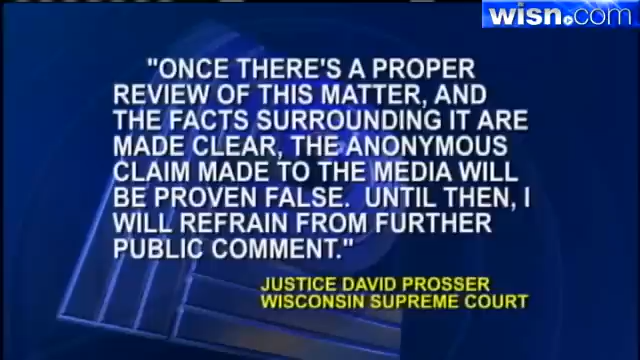 wisn.com
"ONCE THERE'S A PROPER
REVIEW OF THIS MATTER, AND
THE FACTS SURROUNDING IT ARE
MADE CLEAR, THE ANONYMOUS
CLAIM MADE TO THE MEDIA WILL
BE PROVEN FALSE. UNTIL THEN, I
WILL REFRAIN FROM FURTHER
PUBLIC COMMENT."
JUSTICE DAVID PROSSER
WISCONSIN SUPREME COURT